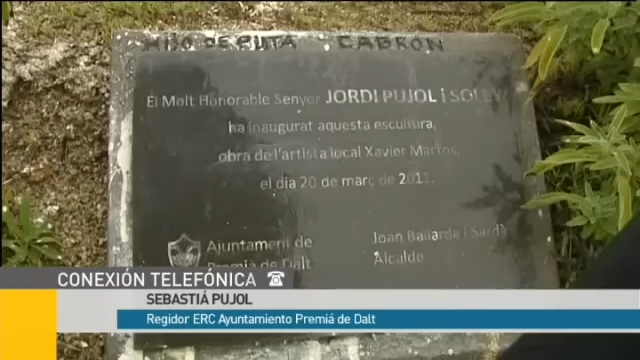 HIJO DE PUTA CABRÓN
El Molt Honorable Senyor JORDI PUJOL i SOLEY
ha inaugurat aquesta escultura,
obra de l'artista local Xavier Martos,
el dia 20 de març de 2011.
Ajuntament de
Premià de Dalt
Joan Baliarda i Sardà
Alcalde
CONEXIÓN TELEFÓNICA
SEBASTIÁ PUJOL
Regidor ERC Ayuntamiento Premiá de Dalt